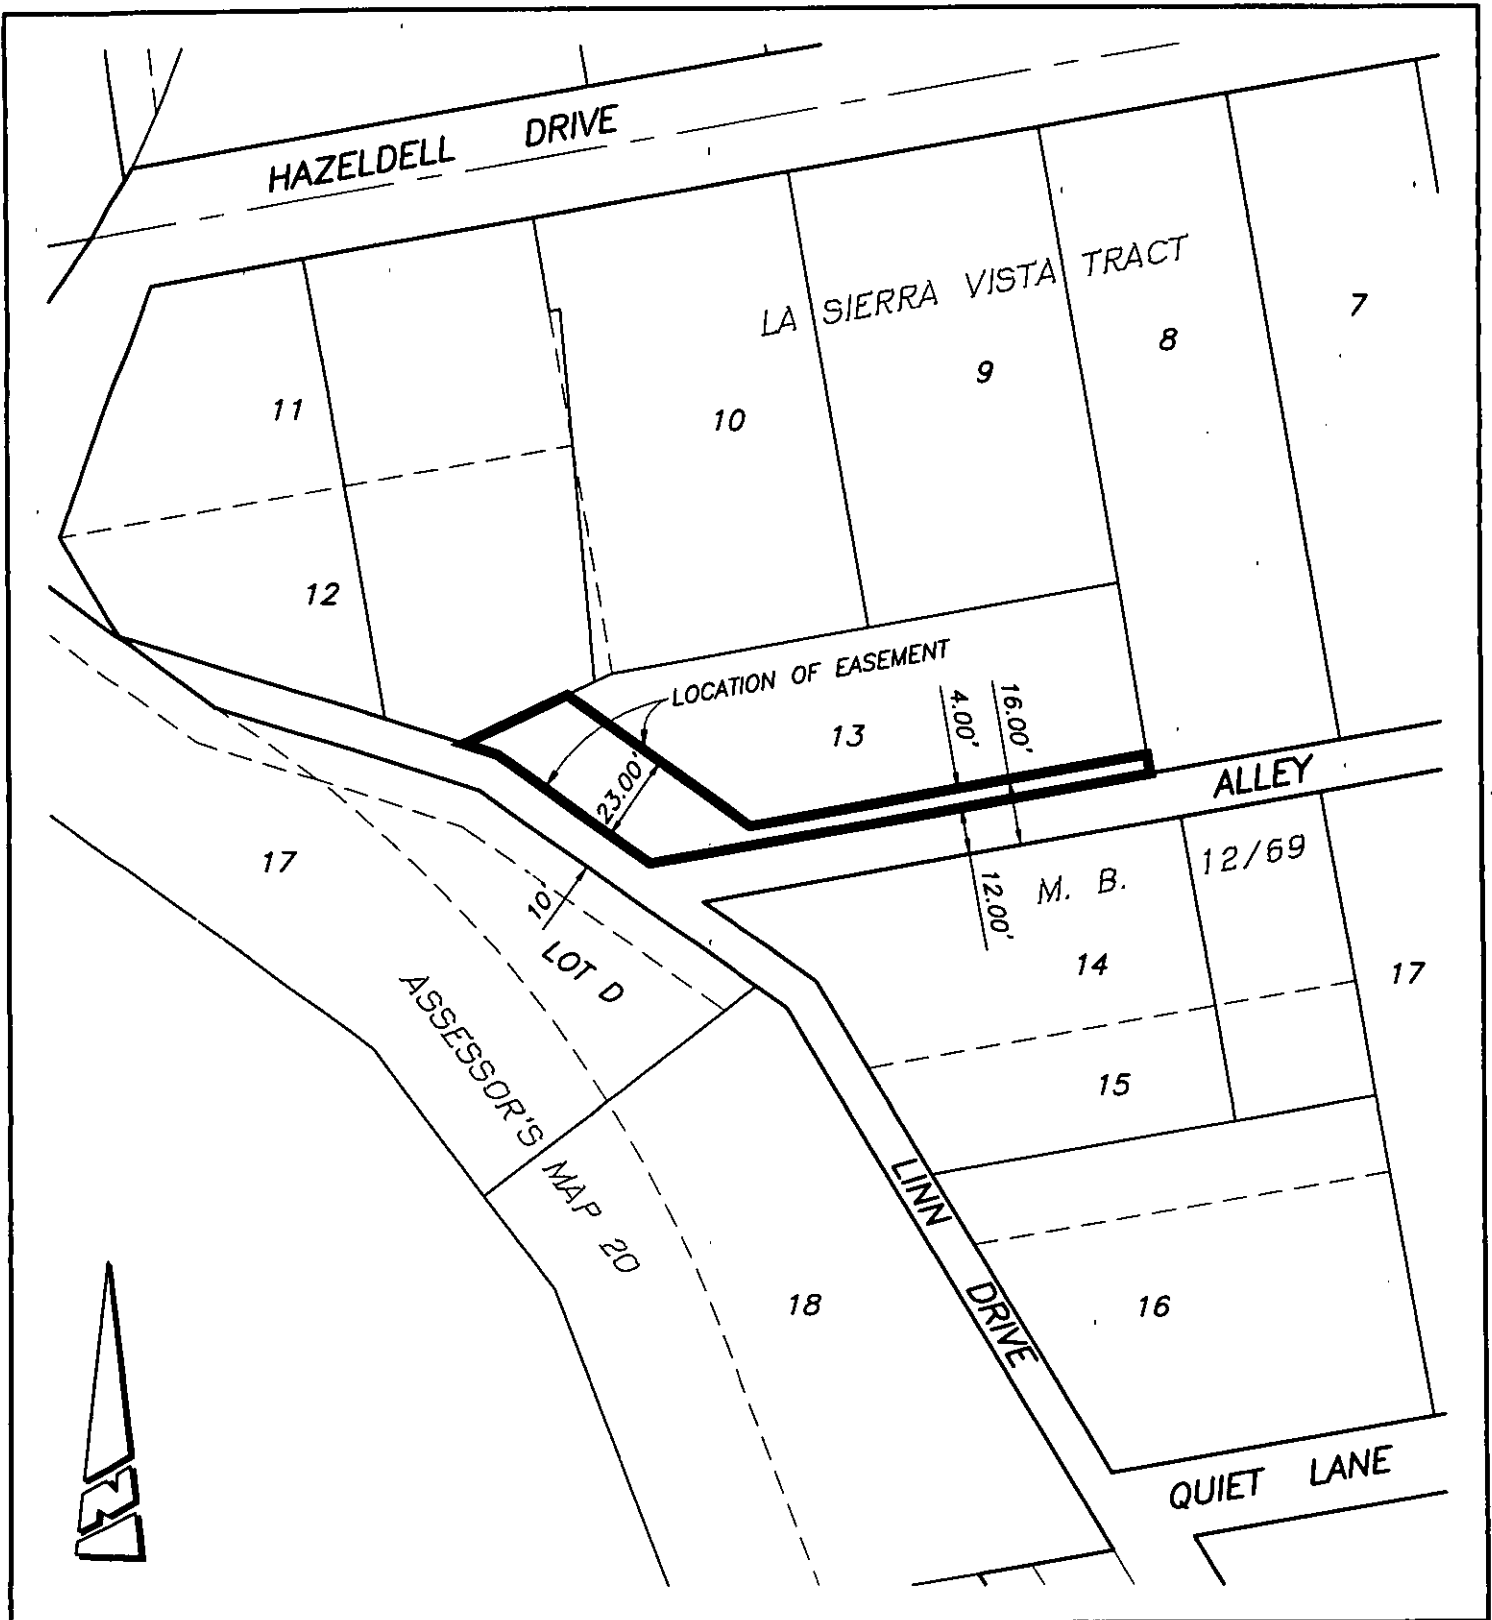 HAZELDELL DRIVE
LA SIERRA VISTA TRACT
7
8
9
10
11
12
LOCATION OF EASEMENT
13
4.00'
16.00'
23.00'
ALLEY
12.00'
M. B. 12/69
17
10'
LOT D
14
17
ASSESSOR'S MAP 20
15
LINN DRIVE
18
16
QUIET LANE
N